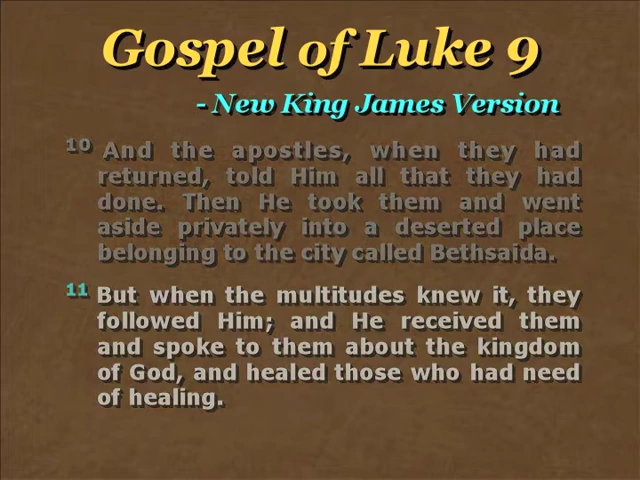 Gospel of Luke 9
- New King James Version
10 And the apostles, when they had
returned, told Him all that they had
done. Then He took them and went
aside privately into a deserted place
belonging to the city called Bethsaida.
11 But when the multitudes knew it, they
followed Him; and He received them
and spoke to them about the kingdom
of God, and healed those who had need
of healing.